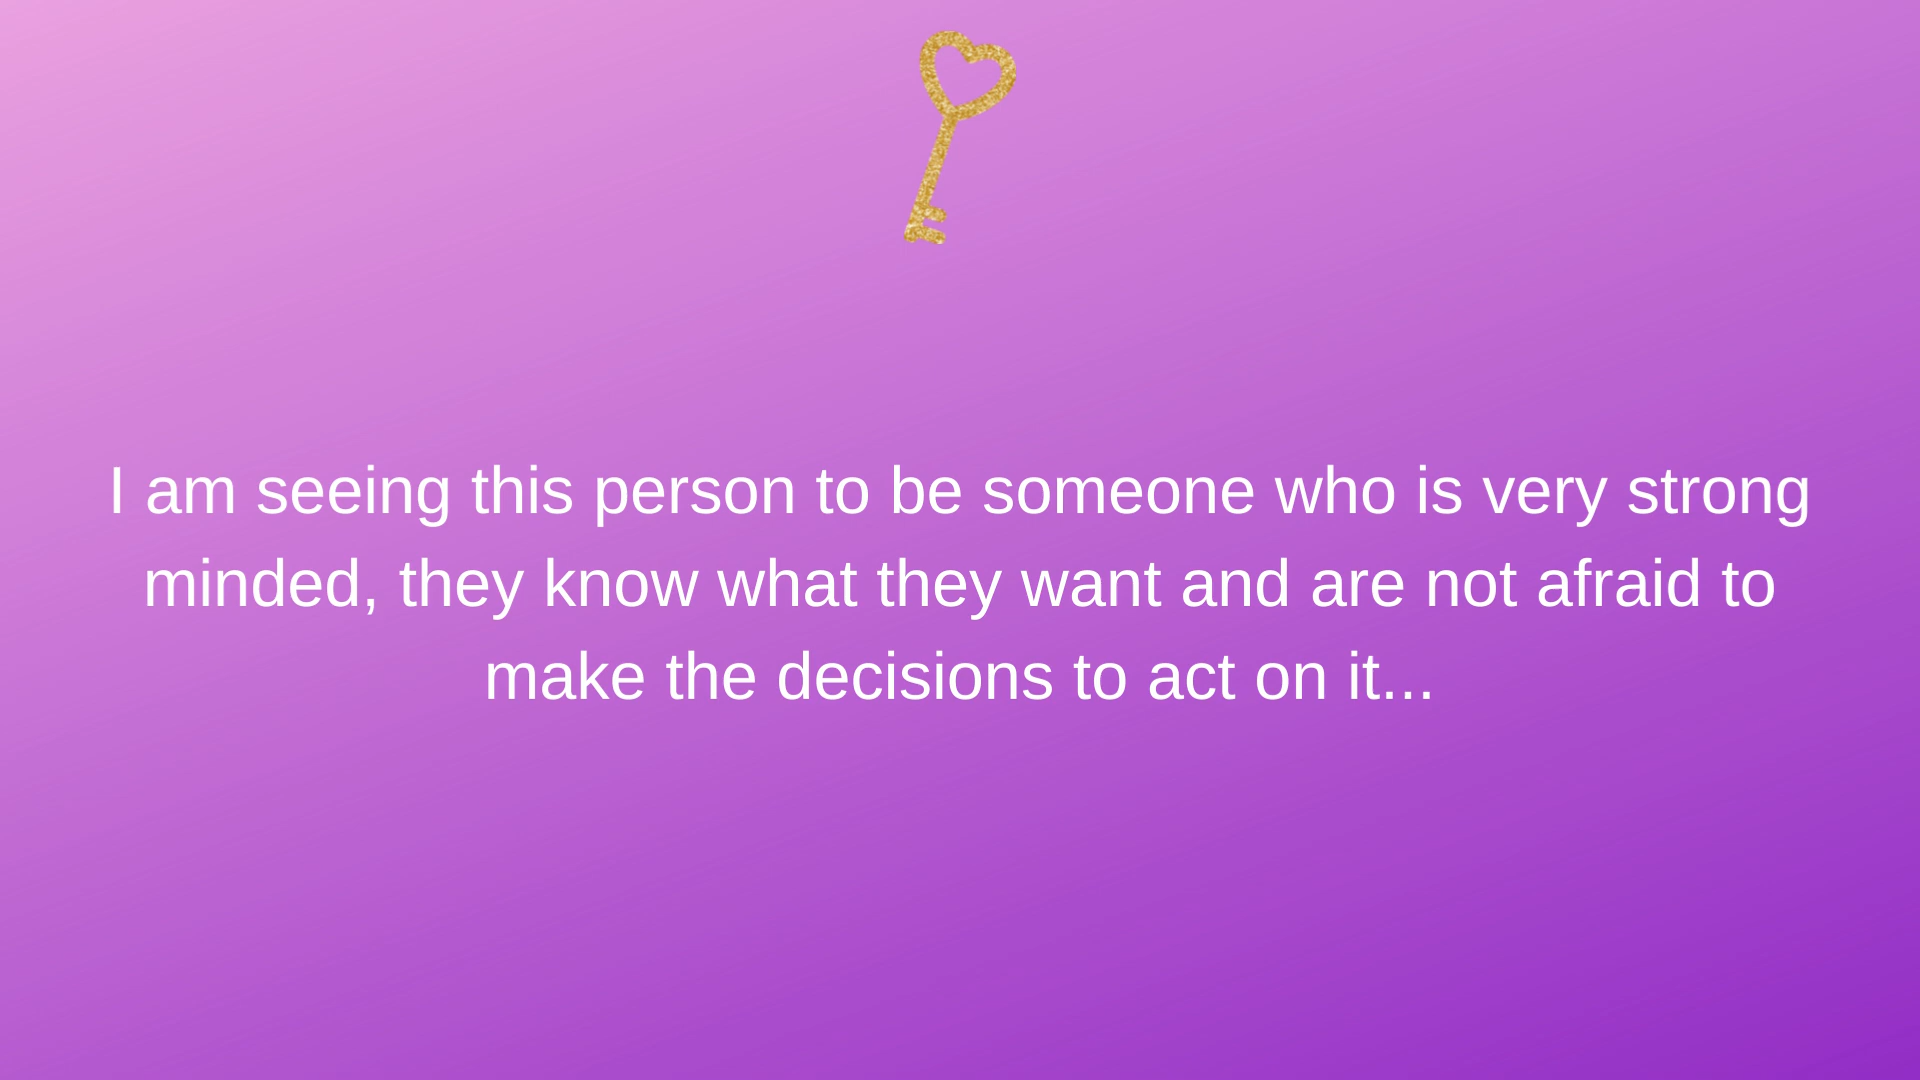 I am seeing this person to be someone who is very strong
minded, they know what they want and are not afraid to
make the decisions to act on it...